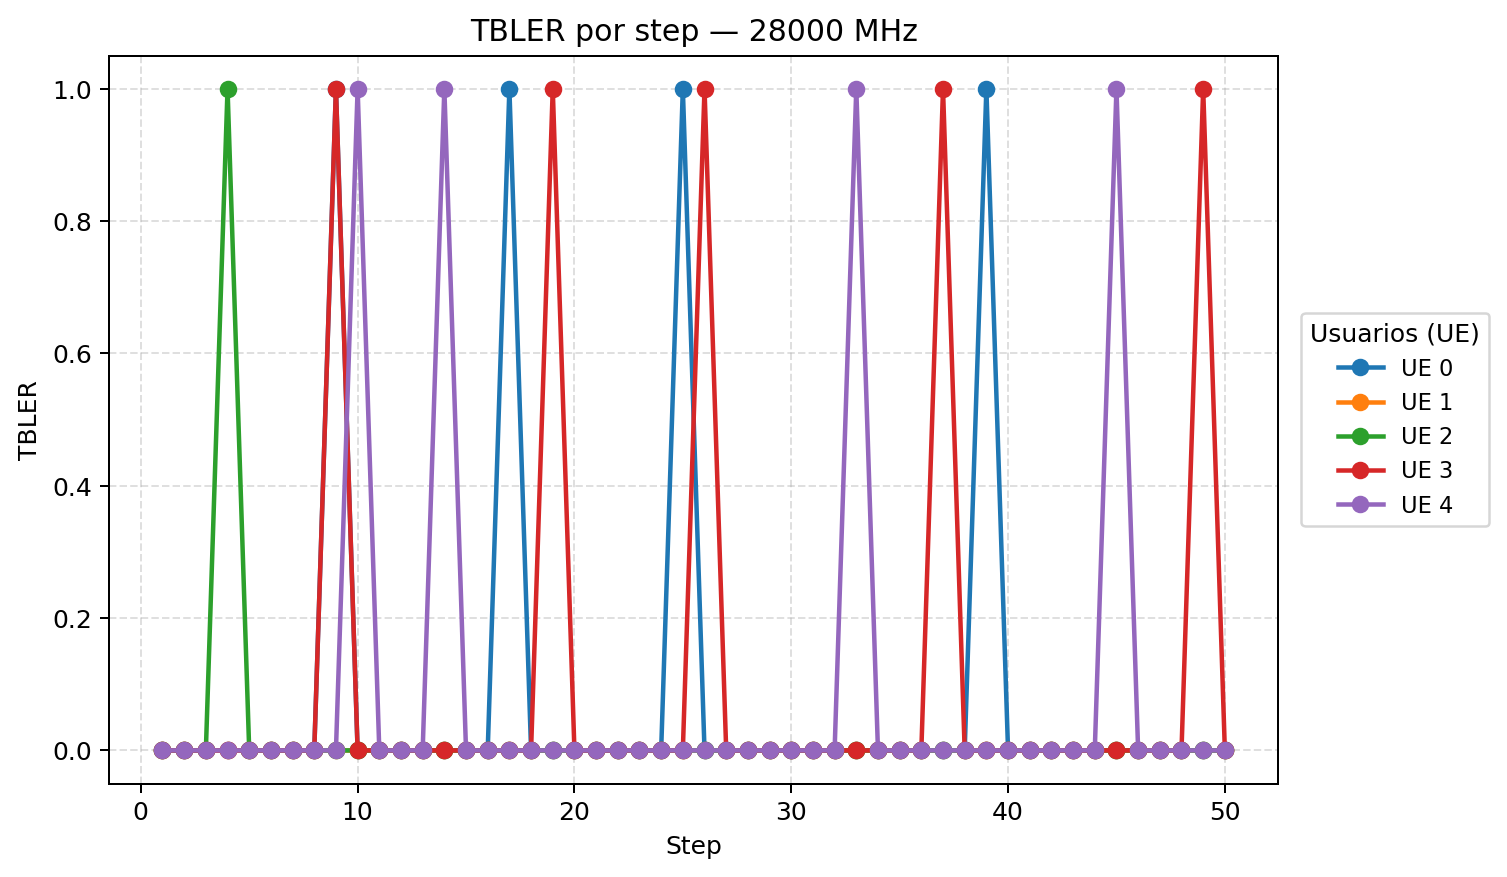 TBLER por step — 28000 MHz
1.0
0.8
0.6
0.4
0.2
0.0
TBLER
0 10 20 30 40 50
Step
Usuarios (UE)
UE 0
UE 1
UE 2
UE 3
UE 4